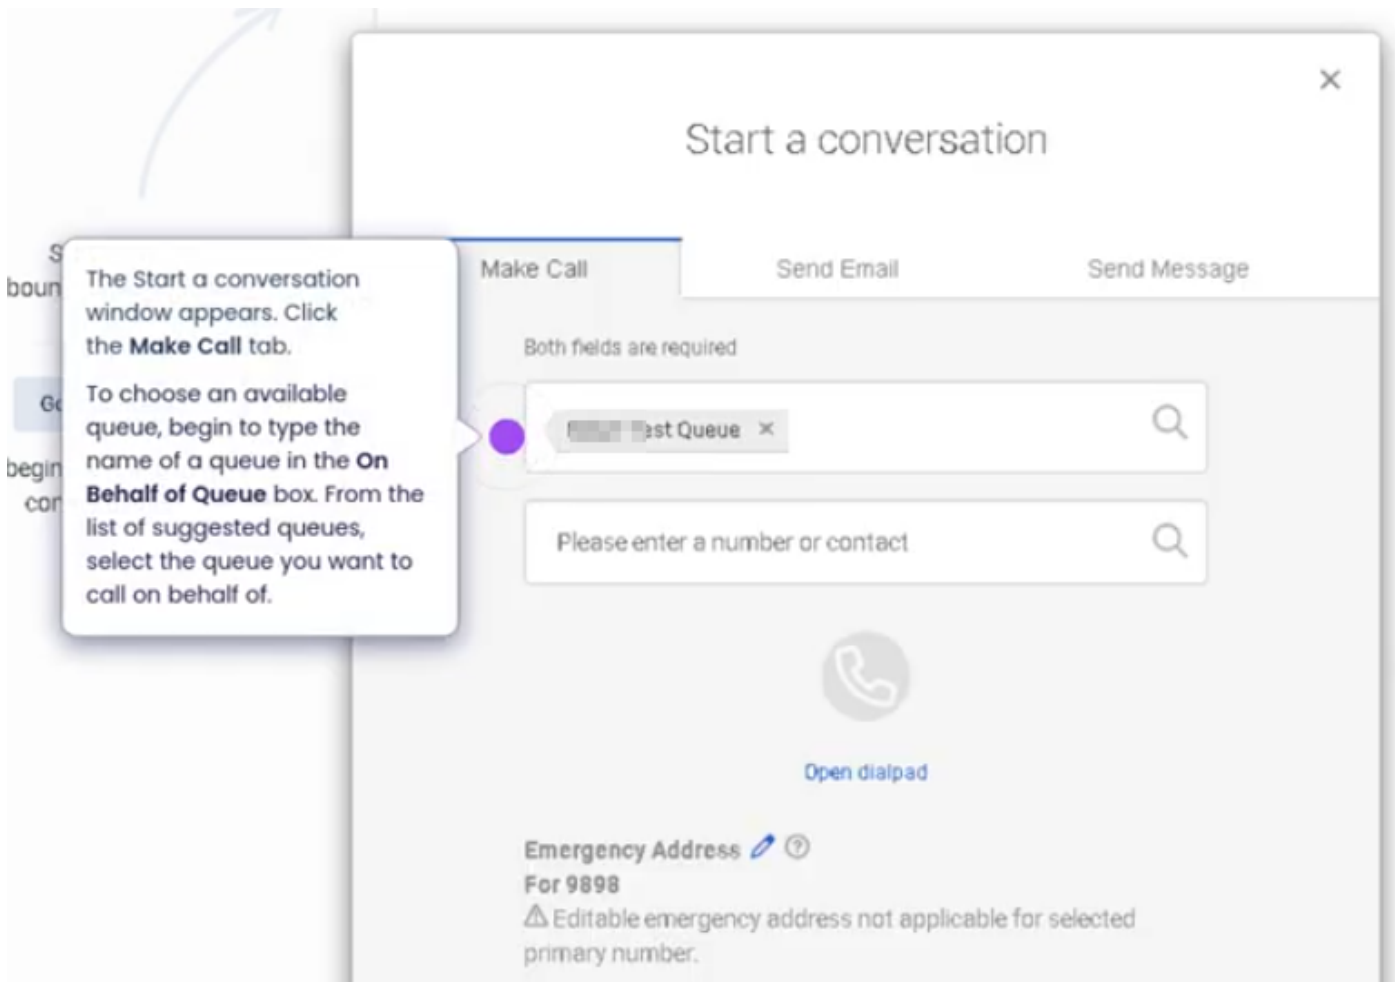 Start a conversation
Make Call
Send Email
Send Message
The Start a conversation
window appears. Click
the Make Call tab.
To choose an available
queue, begin to type the
name of a queue in the On
Behalf of Queue box. From the
list of suggested queues,
select the queue you want to
call on behalf of.
Both fields are required
Queue
Please enter a number or contact
Open dialpad
Emergency Address
For 9898
Editable emergency address not applicable for selected
primary number.